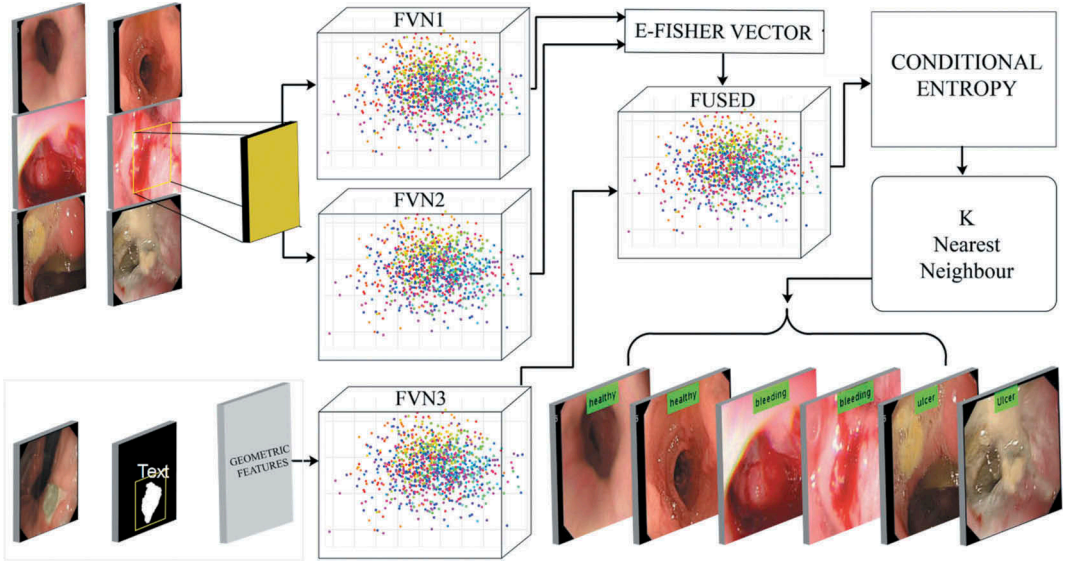 FVN1
E-FISHER VECTOR
CONDITIONAL
ENTROPY
FUSED
FVN2
K
Nearest
Neighbour
FVN3
GEOMETRIC
FEATURES
Text
healthy
healthy
bleeding
bleeding
ulcer
Ulcer